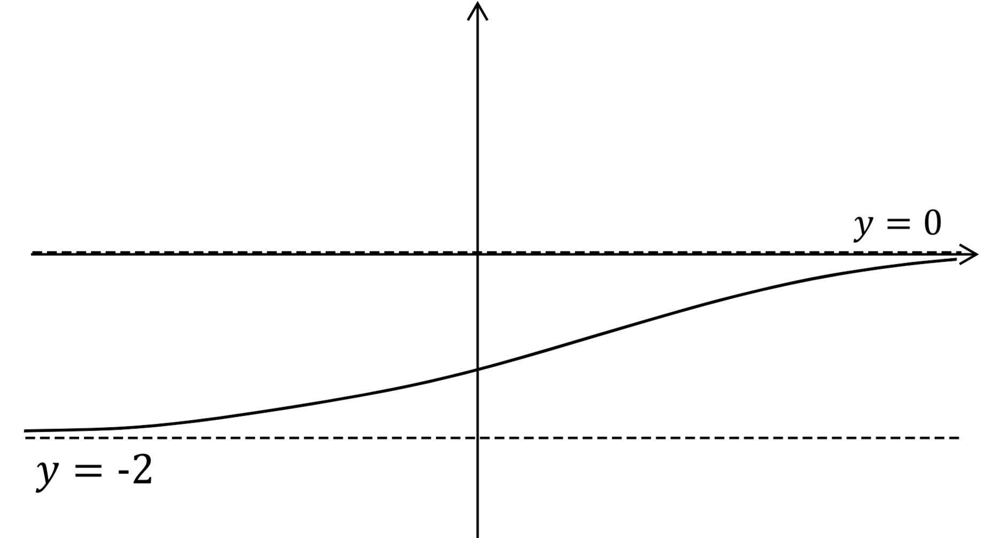 y = 0
y = -2